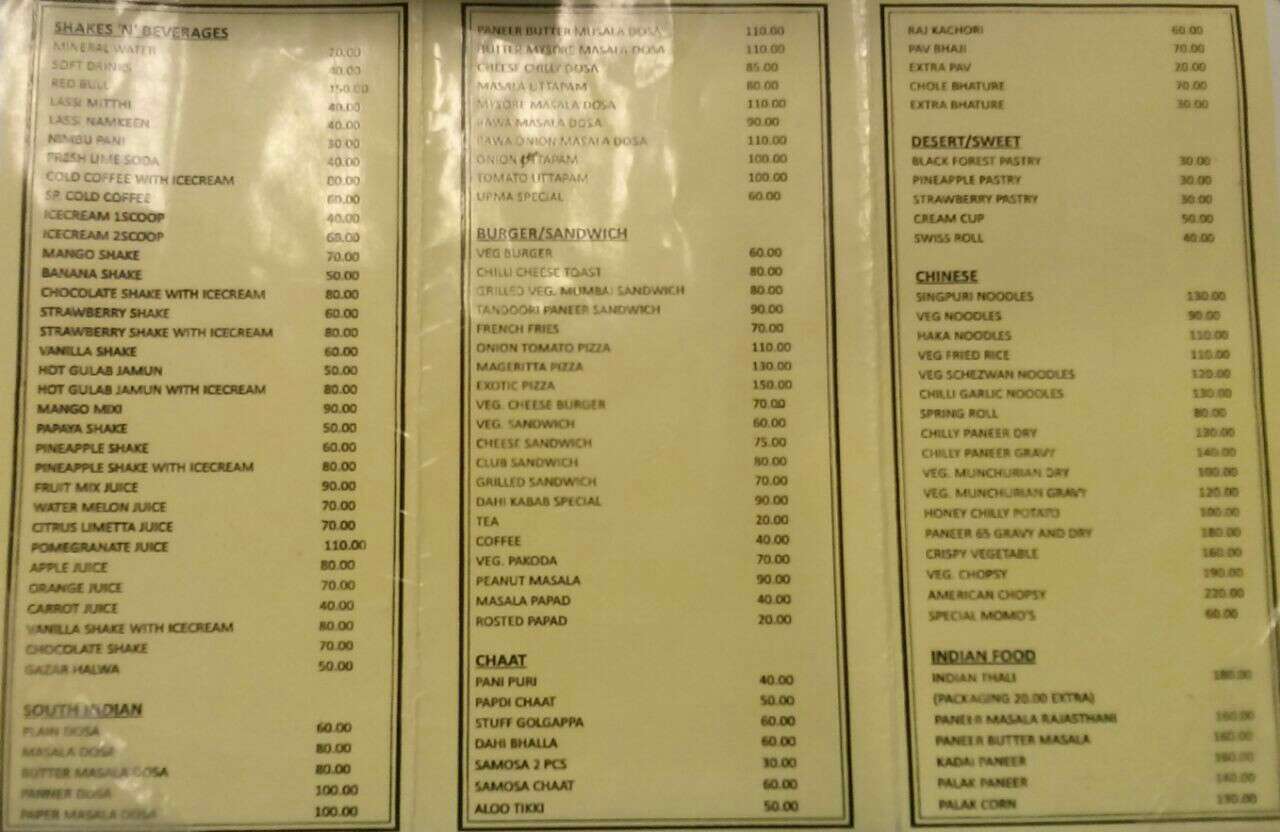 SHAKES 'N' BEVERAGES
MINERAL WATER 20.00
SOFT DRINKS 40.00
RED BULL 150.00
LASSI MITTHI 40.00
LASSI NAMKEEN 40.00
NIMBU PANI 30.00
FRESH LIME SODA 40.00
COLD COFFEE WITH ICECREAM 80.00
SP. COLD COFFEE 60.00
ICECREAM 1SCOOP 40.00
ICECREAM 2SCOOP 60.00
MANGO SHAKE 70.00
BANANA SHAKE 50.00
CHOCOLATE SHAKE WITH ICECREAM 80.00
STRAWBERRY SHAKE 60.00
STRAWBERRY SHAKE WITH ICECREAM 80.00
VANILLA SHAKE 60.00
HOT GULAB JAMUN 50.00
HOT GULAB JAMUN WITH ICECREAM 80.00
MANGO MIXI 90.00
PAPAYA SHAKE 50.00
PINEAPPLE SHAKE 60.00
PINEAPPLE SHAKE WITH ICECREAM 80.00
FRUIT MIX JUICE 90.00
WATER MELON JUICE 70.00
CITRUS LIMETTA JUICE 70.00
POMEGRANATE JUICE 110.00
APPLE JUICE 80.00
ORANGE JUICE 70.00
CARROT JUICE 40.00
VANILLA SHAKE WITH ICECREAM 80.00
CHOCOLATE SHAKE 70.00
GAZAR HALWA 50.00
SOUTH INDIAN
PLAIN DOSA 60.00
MASALA DOSA 80.00
BUTTER MASALA DOSA 80.00
PANNER DOSA 100.00
PAPER MASALA DOSA 100.00
PANEER BUTTER MUSALA DOSA 110.00
BUTTER MYSORE MASALA DOSA 110.00
CHEESE CHILLY DOSA 85.00
MASALA UTTAPAM 80.00
MYSORE MASALA DOSA 110.00
RAWA MASALA DOSA 90.00
RAWA ONION MASALA DOSA 110.00
ONION UTTAPAM 100.00
TOMATO UTTAPAM 100.00
UPMA SPECIAL 60.00
BURGER/SANDWICH
VEG BURGER 60.00
CHILLI CHEESE TOAST 80.00
GRILLED VEG. MUMBAI SANDWICH 80.00
TANDOORI PANEER SANDWICH 90.00
FRENCH FRIES 70.00
ONION TOMATO PIZZA 110.00
MAGERITTA PIZZA 130.00
EXOTIC PIZZA 150.00
VEG. CHEESE BURGER 70.00
VEG. SANDWICH 60.00
CHEESE SANDWICH 75.00
CLUB SANDWICH 80.00
GRILLED SANDWICH 70.00
DAHI KABAB SPECIAL 90.00
TEA 20.00
COFFEE 40.00
VEG. PAKODA 70.00
PEANUT MASALA 90.00
MASALA PAPAD 40.00
ROSTED PAPAD 20.00
CHAAT
PANI PURI 40.00
PAPDI CHAAT 50.00
STUFF GOLGAPPA 60.00
DAHI BHALLA 60.00
SAMOSA 2 PCS 30.00
SAMOSA CHAAT 60.00
ALOO TIKKI 50.00
RAJ KACHORI 60.00
PAV BHAJI 70.00
EXTRA PAV 20.00
CHOLE BHATURE 70.00
EXTRA BHATURE 30.00
DESERT/SWEET
BLACK FOREST PASTRY 30.00
PINEAPPLE PASTRY 30.00
STRAWBERRY PASTRY 30.00
CREAM CUP 50.00
SWISS ROLL 40.00
CHINESE
SINGPURI NOODLES 130.00
VEG NOODLES 90.00
HAKA NOODLES 110.00
VEG FRIED RICE 110.00
VEG SCHEZWAN NOODLES 120.00
CHILLI GARLIC NOODLES 130.00
SPRING ROLL 80.00
CHILLY PANEER DRY 130.00
CHILLY PANEER GRAVY 140.00
VEG. MUNCHURIAN DRY 100.00
VEG. MUNCHURIAN GRAVY 120.00
HONEY CHILLY POTATO 100.00
PANEER 65 GRAVY AND DRY 180.00
CRISPY VEGETABLE 160.00
VEG. CHOPSY 190.00
AMERICAN CHOPSY 220.00
SPECIAL MOMO'S 60.00
INDIAN FOOD
INDIAN THALI 180.00
(PACKAGING 20.00 EXTRA)
PANEER MASALA RAJASTHANI 160.00
PANEER BUTTER MASALA 160.00
KADAI PANEER 160.00
PALAK PANEER 140.00
PALAK CORN 130.00